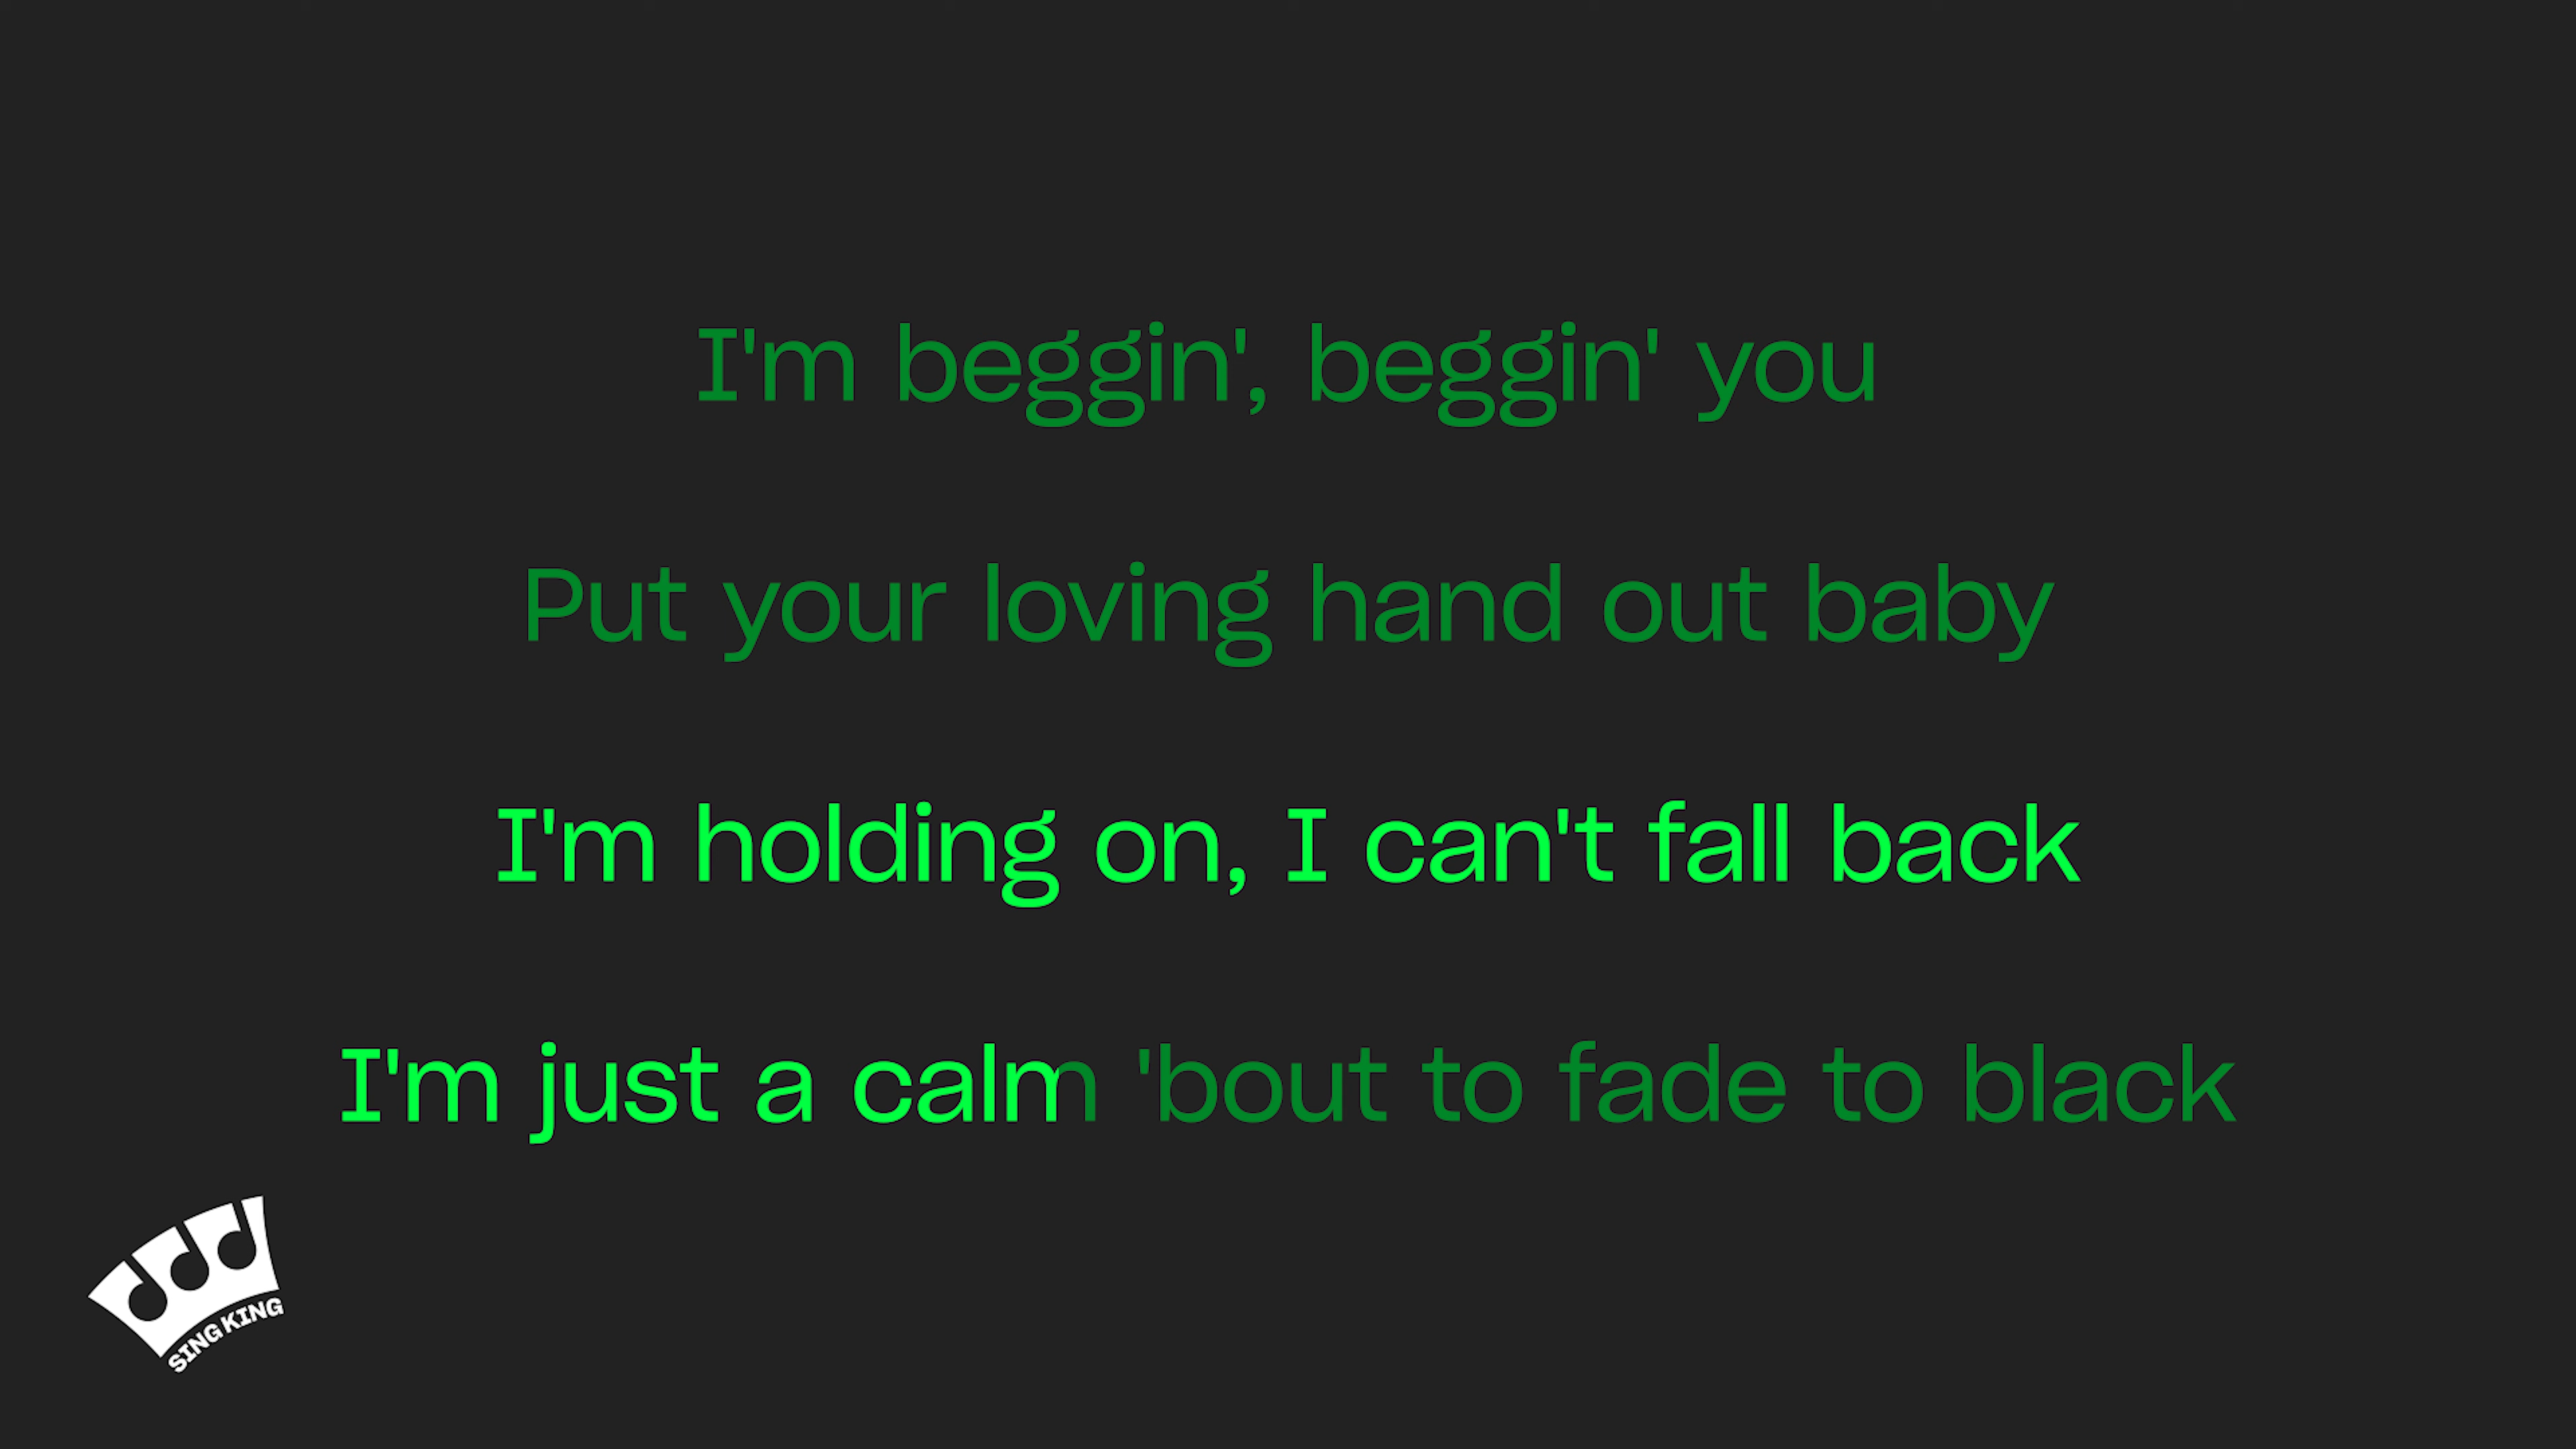 I'm beggin', beggin' you
Put your loving hand out baby
I'm holding on, I can't fall back
I'm just a calm 'bout to fade to black
SING KING